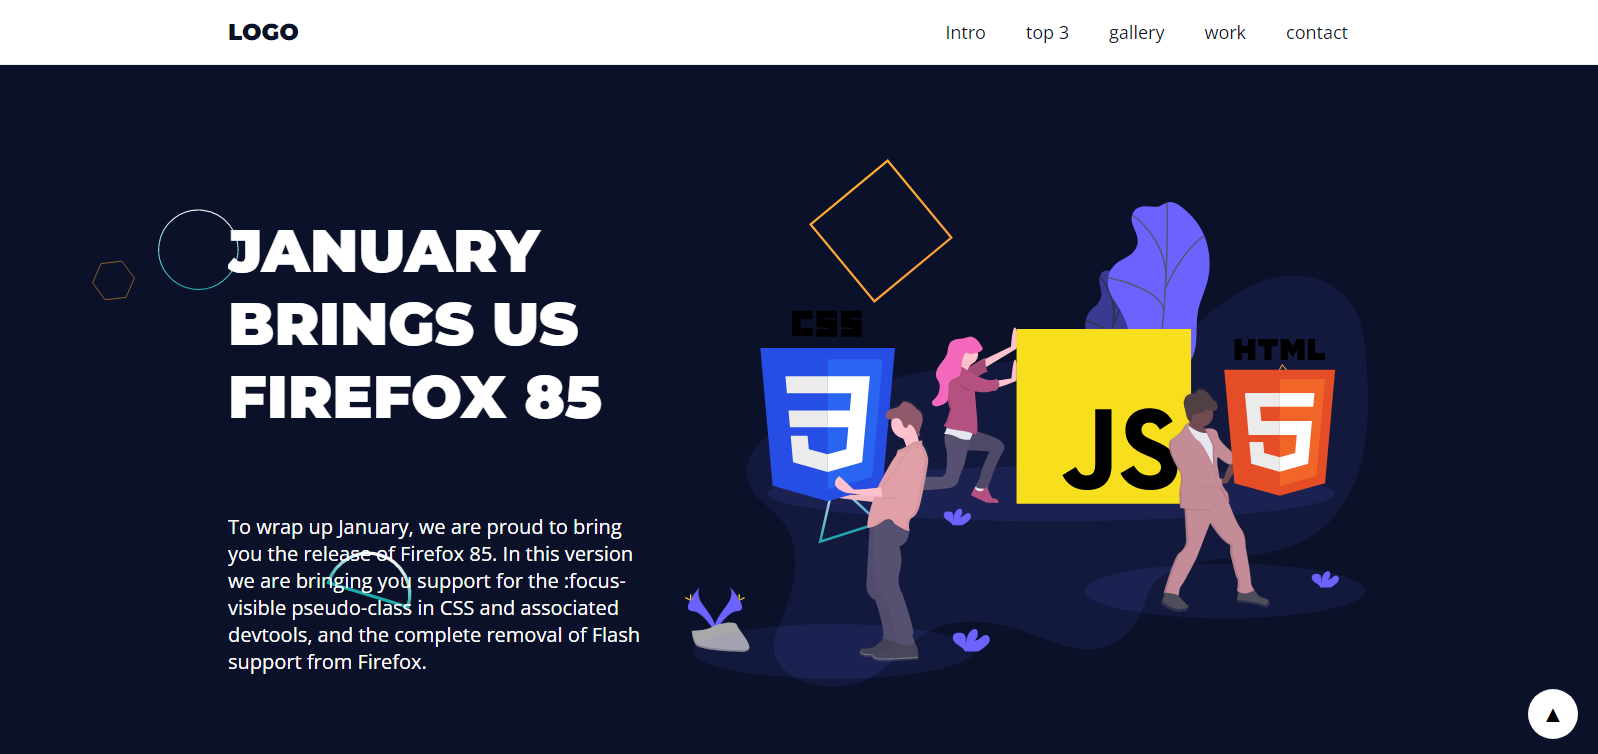 LOGO
Intro top 3 gallery work contact
JANUARY
BRINGS US
FIREFOX 85
To wrap up January, we are proud to bring
you the release of Firefox 85. In this version
we are bringing you support for the :focus-
visible pseudo-class in CSS and associated
devtools, and the complete removal of Flash
support from Firefox.
CSS
3
JS
HTML
5